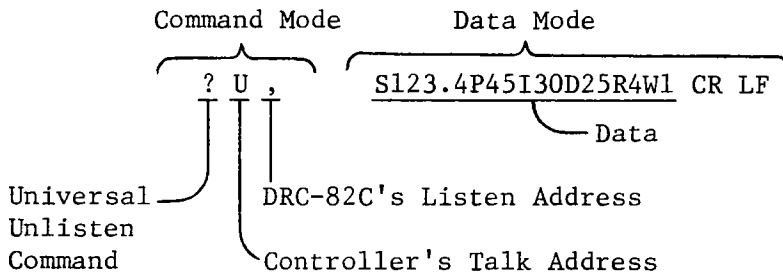 Command Mode Data Mode
? U , S123.4P45I30D25R4W1 CR LF
Data
Universal Unlisten Command
DRC-82C's Listen Address
Controller's Talk Address